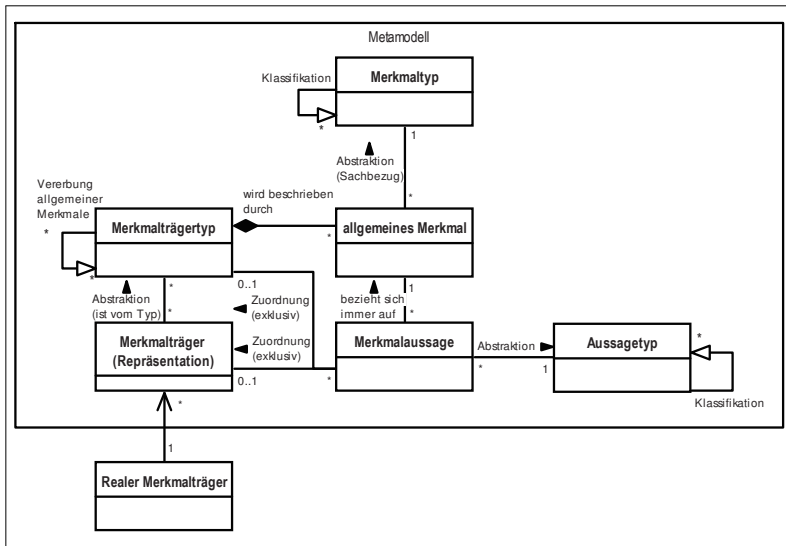 Metamodell
Klassifikation
Merkmaltyp
*
1
Abstraktion
(Sachbezug)
*
Vererbung
allgemeiner
Merkmale
*
wird beschrieben
durch
Merkmalträgertyp
allgemeines Merkmal
*
*
*
0..1
1
Abstraktion
(ist vom Typ)
*
Zuordnung
(exklusiv)
bezieht sich
immer auf
*
Merkmalträger
(Repräsentation)
Zuordnung
(exklusiv)
Merkmalaussage
Abstraktion
Aussagetyp
*
0..1
*
*
1
Klassifikation
*
1
Realer Merkmalträger